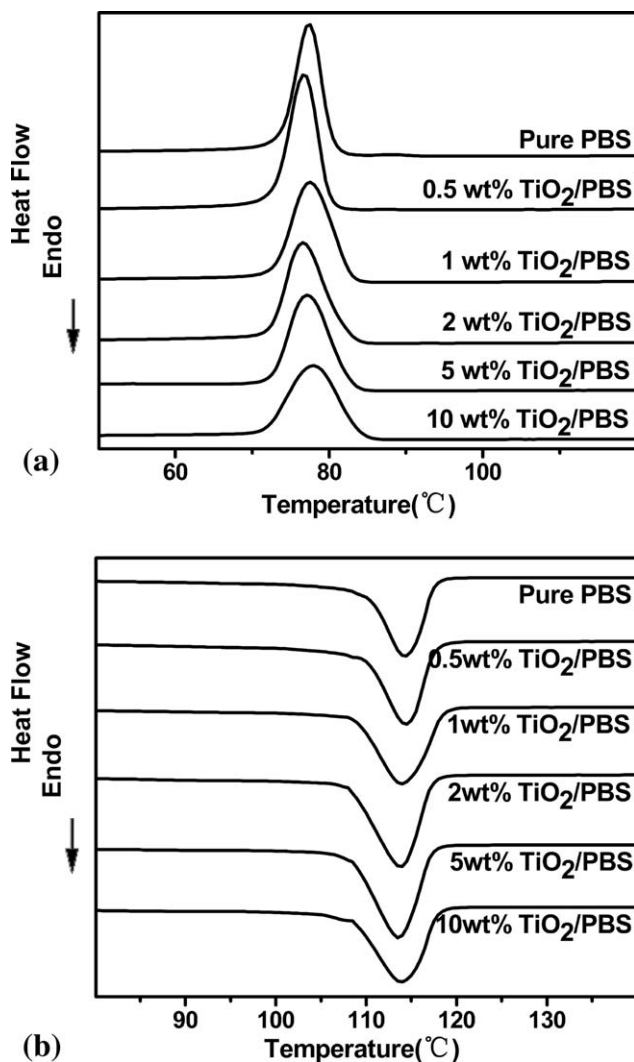 Pure PBS
0.5 wt% TiO2/PBS
1 wt% TiO2/PBS
2 wt% TiO2/PBS
5 wt% TiO2/PBS
10 wt% TiO2/PBS
Heat Flow
Endo
(a)
60 80 100
Temperature(℃)
Pure PBS
0.5wt% TiO2/PBS
1wt% TiO2/PBS
2wt% TiO2/PBS
5wt% TiO2/PBS
10wt% TiO2/PBS
Heat Flow
Endo
(b)
90 100 110 120 130
Temperature(℃)